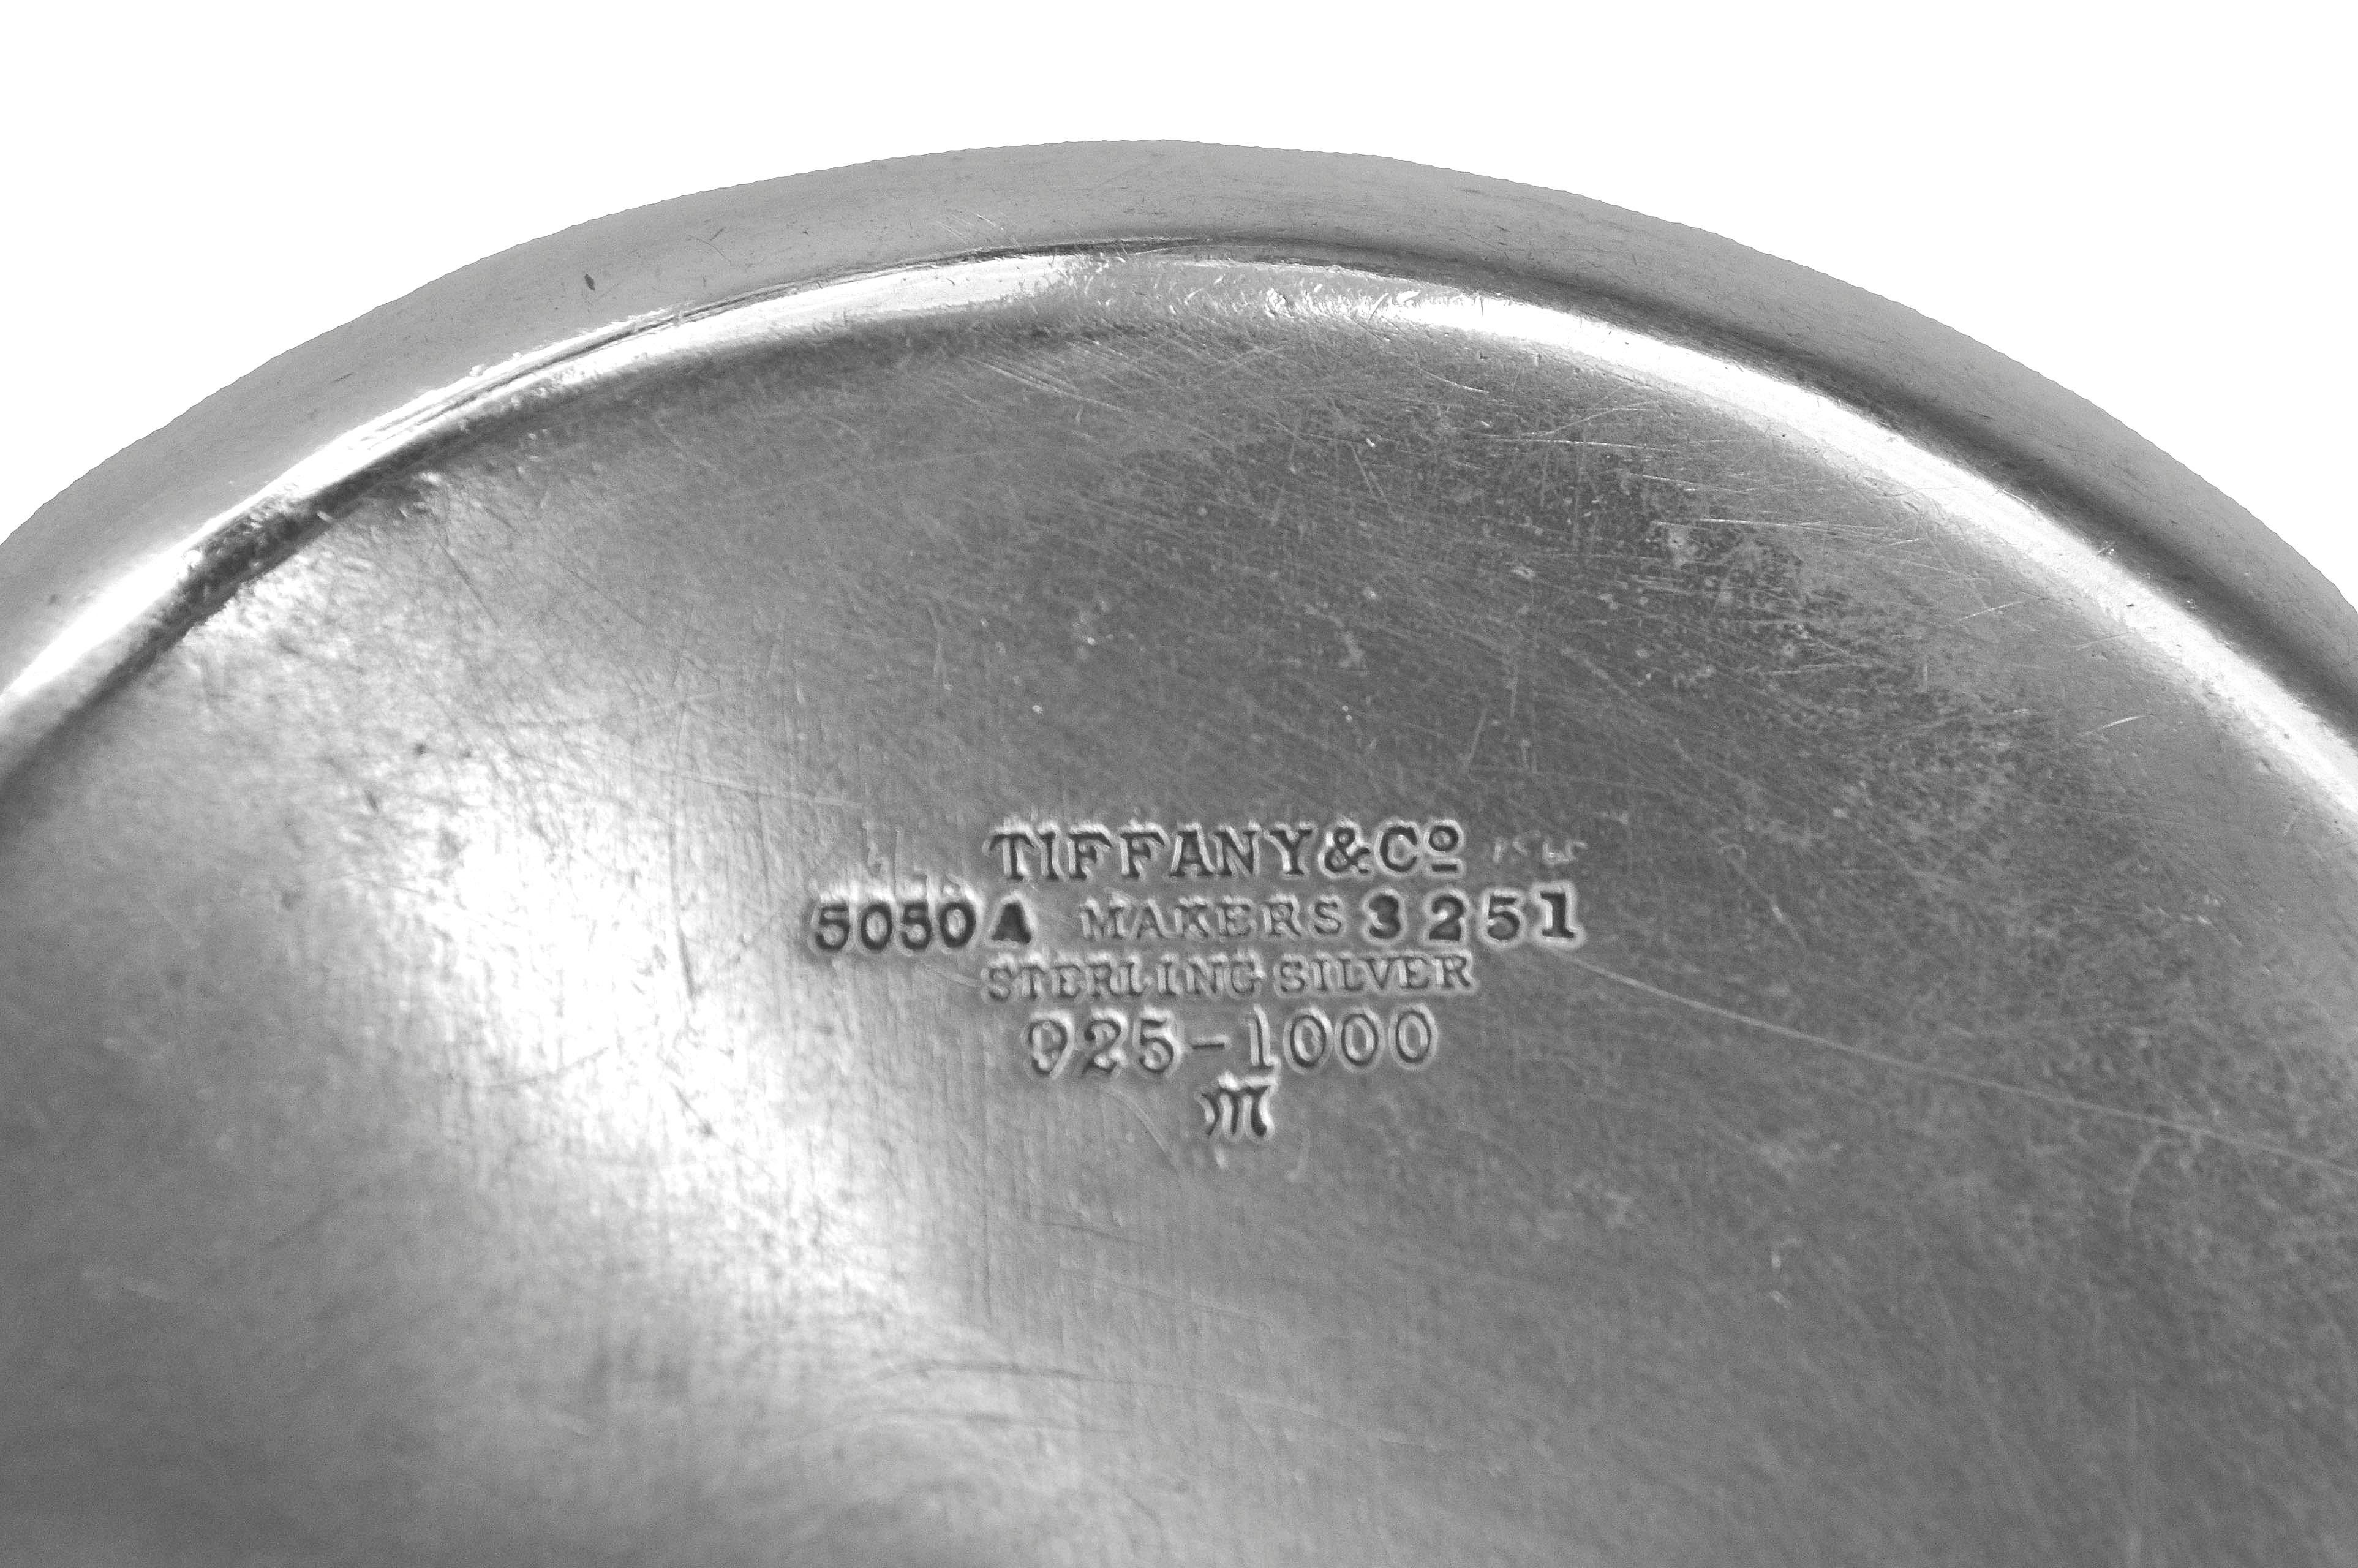 TIFFANY&Cº
5050A MAKERS 3251
STERLING SILVER
925-1000
M